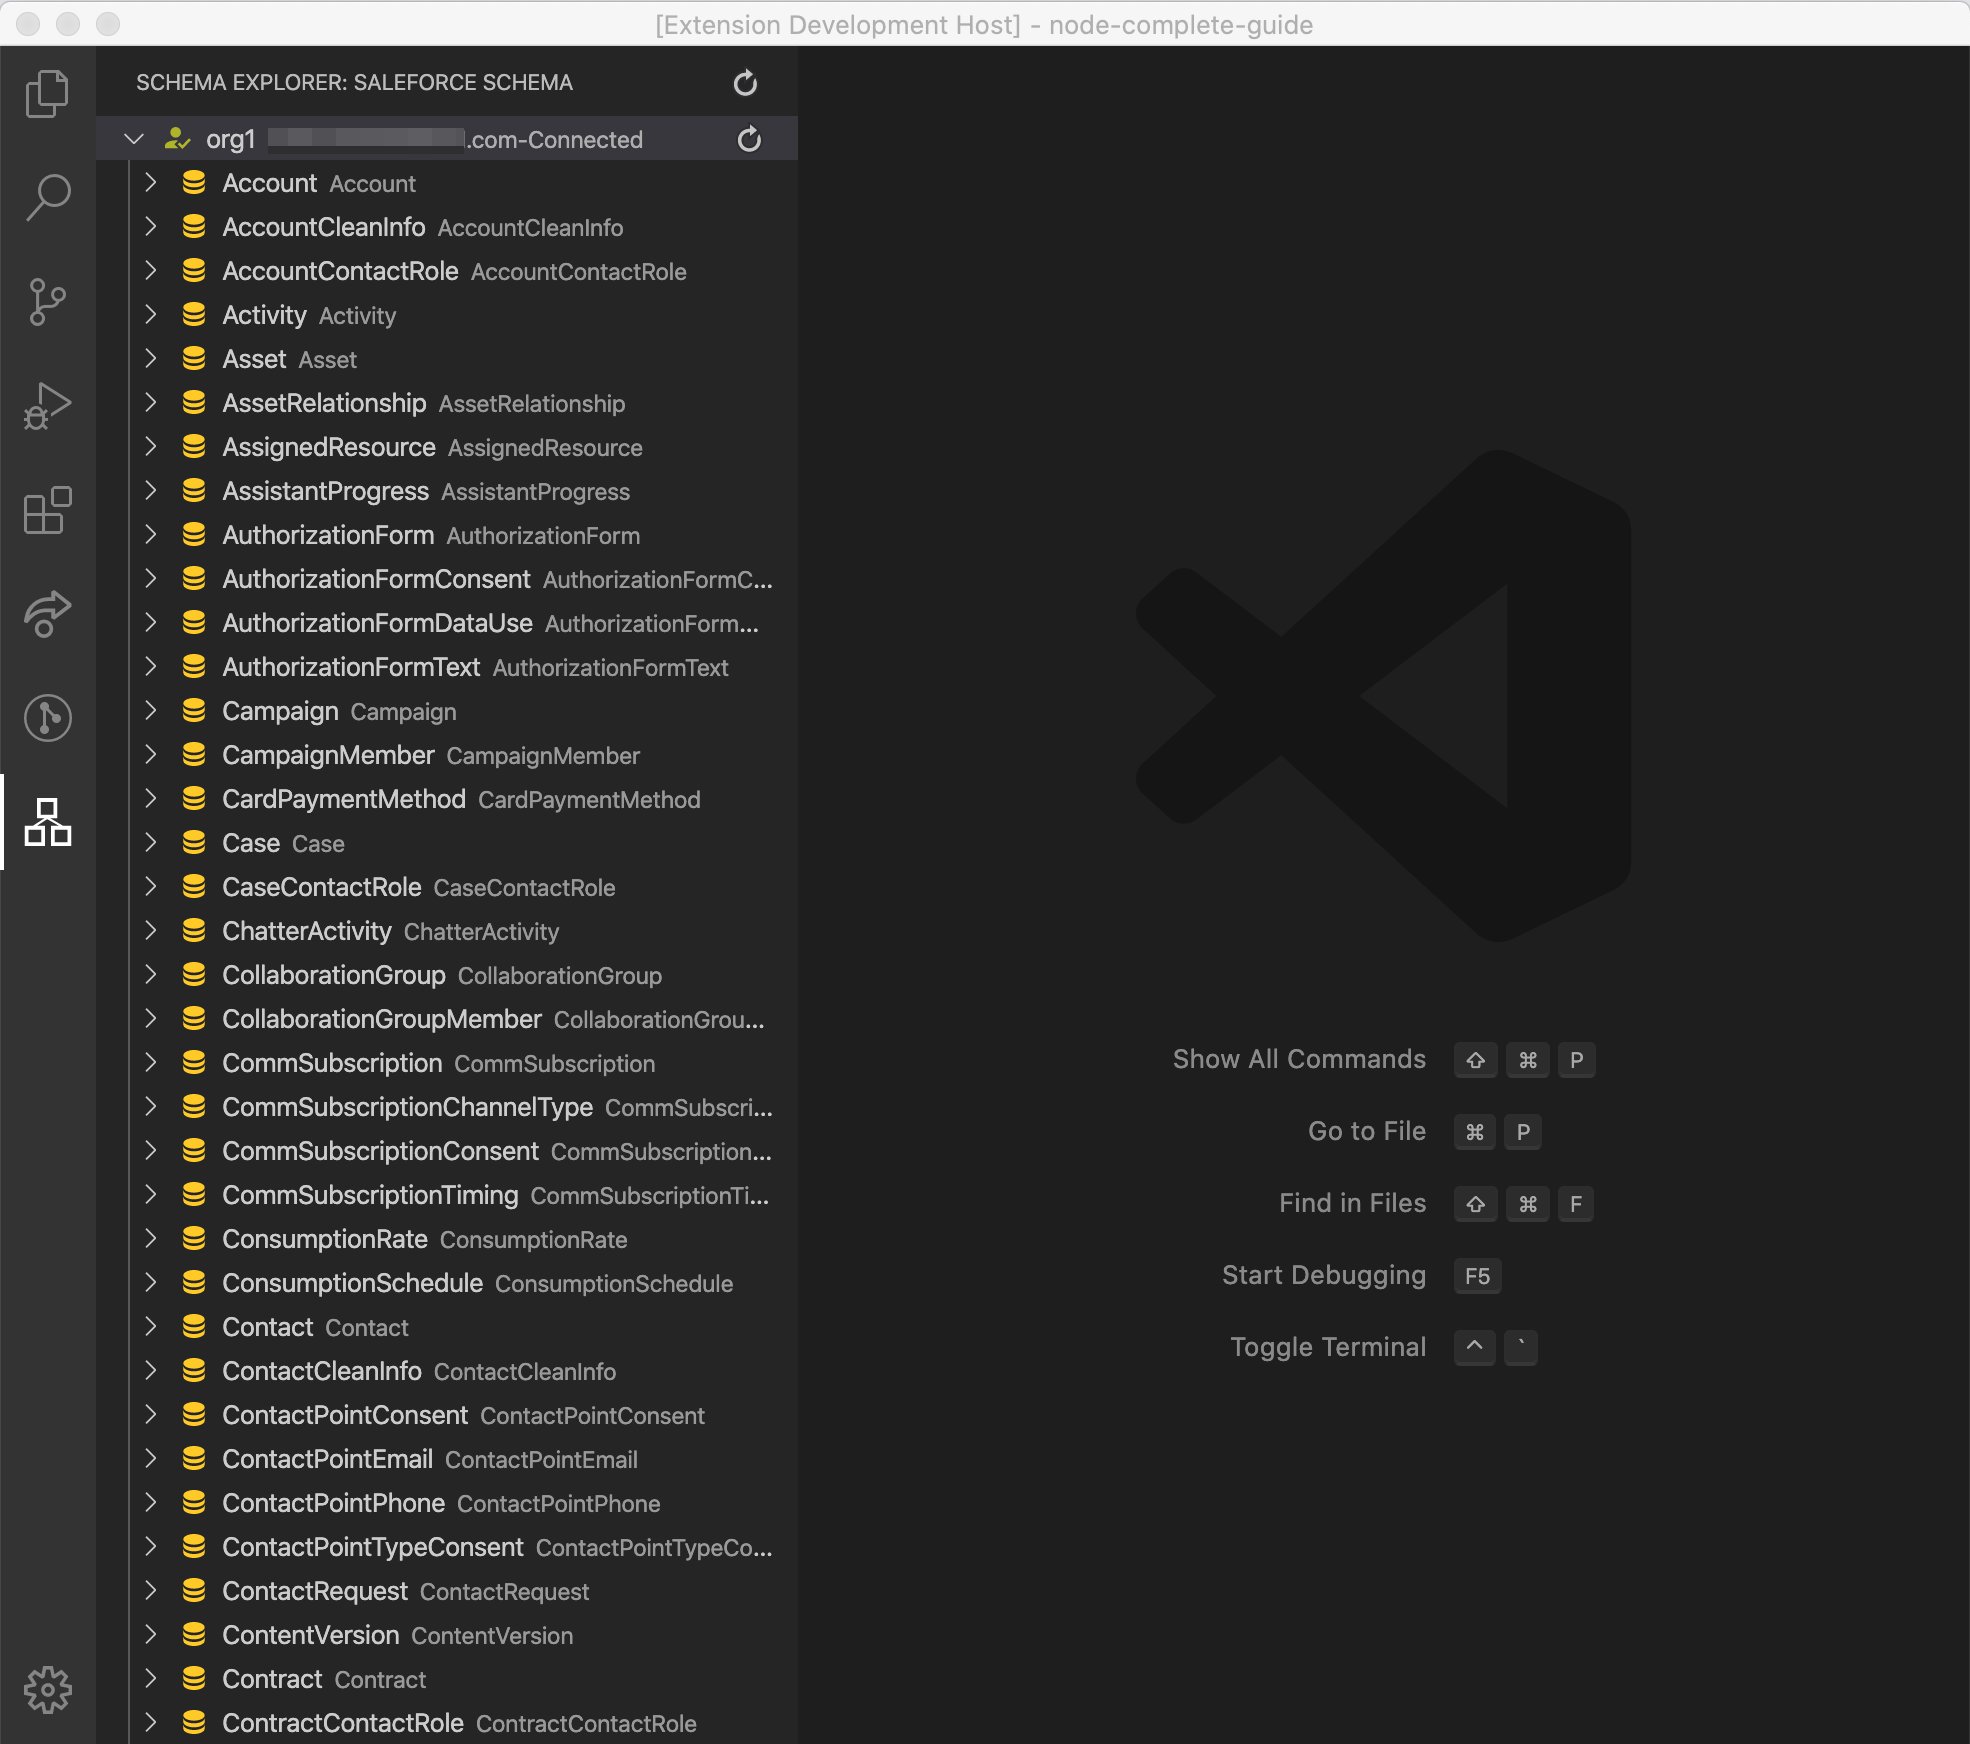 [Extension Development Host] - node-complete-guide
SCHEMA EXPLORER: SALEFORCE SCHEMA
org1 .com-Connected
Account Account
AccountCleanInfo AccountCleanInfo
AccountContactRole AccountContactRole
Activity Activity
Asset Asset
AssetRelationship AssetRelationship
AssignedResource AssignedResource
AssistantProgress AssistantProgress
AuthorizationForm AuthorizationForm
AuthorizationFormConsent AuthorizationFormC...
AuthorizationFormDataUse AuthorizationForm...
AuthorizationFormText AuthorizationFormText
Campaign Campaign
CampaignMember CampaignMember
CardPaymentMethod CardPaymentMethod
Case Case
CaseContactRole CaseContactRole
ChatterActivity ChatterActivity
CollaborationGroup CollaborationGroup
CollaborationGroupMember CollaborationGrou...
CommSubscription CommSubscription
CommSubscriptionChannelType CommSubscri...
CommSubscriptionConsent CommSubscription...
CommSubscriptionTiming CommSubscriptionTi...
ConsumptionRate ConsumptionRate
ConsumptionSchedule ConsumptionSchedule
Contact Contact
ContactCleanInfo ContactCleanInfo
ContactPointConsent ContactPointConsent
ContactPointEmail ContactPointEmail
ContactPointPhone ContactPointPhone
ContactPointTypeConsent ContactPointTypeCo...
ContactRequest ContactRequest
ContentVersion ContentVersion
Contract Contract
ContractContactRole ContractContactRole
Show All Commands ⇧ ⌘ P
Go to File ⌘ P
Find in Files ⇧ ⌘ F
Start Debugging F5
Toggle Terminal ^ `